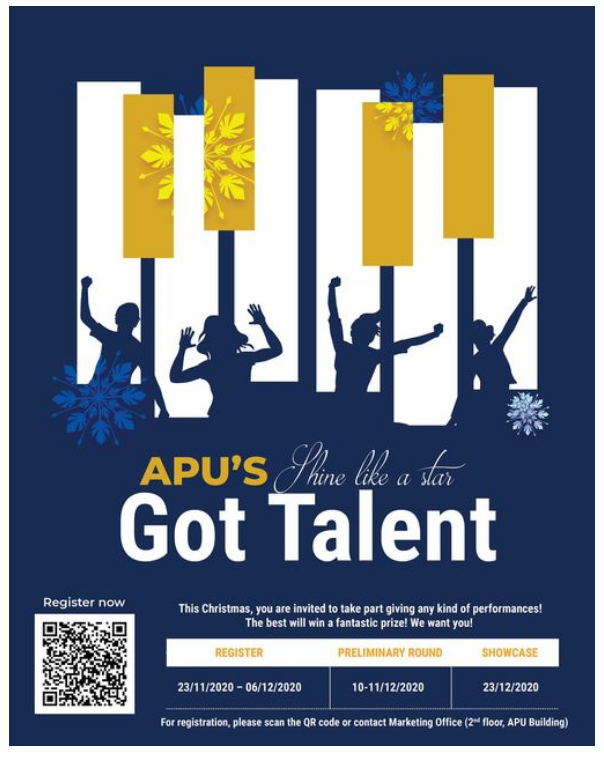 APU'S Shine like a star
Got Talent
Register now
This Christmas, you are invited to take part giving any kind of performances!
The best will win a fantastic prize! We want you!
REGISTER PRELIMINARY ROUND SHOWCASE
23/11/2020 – 06/12/2020 10-11/12/2020 23/12/2020
For registration, please scan the QR code or contact Marketing Office (2nd floor, APU Building)